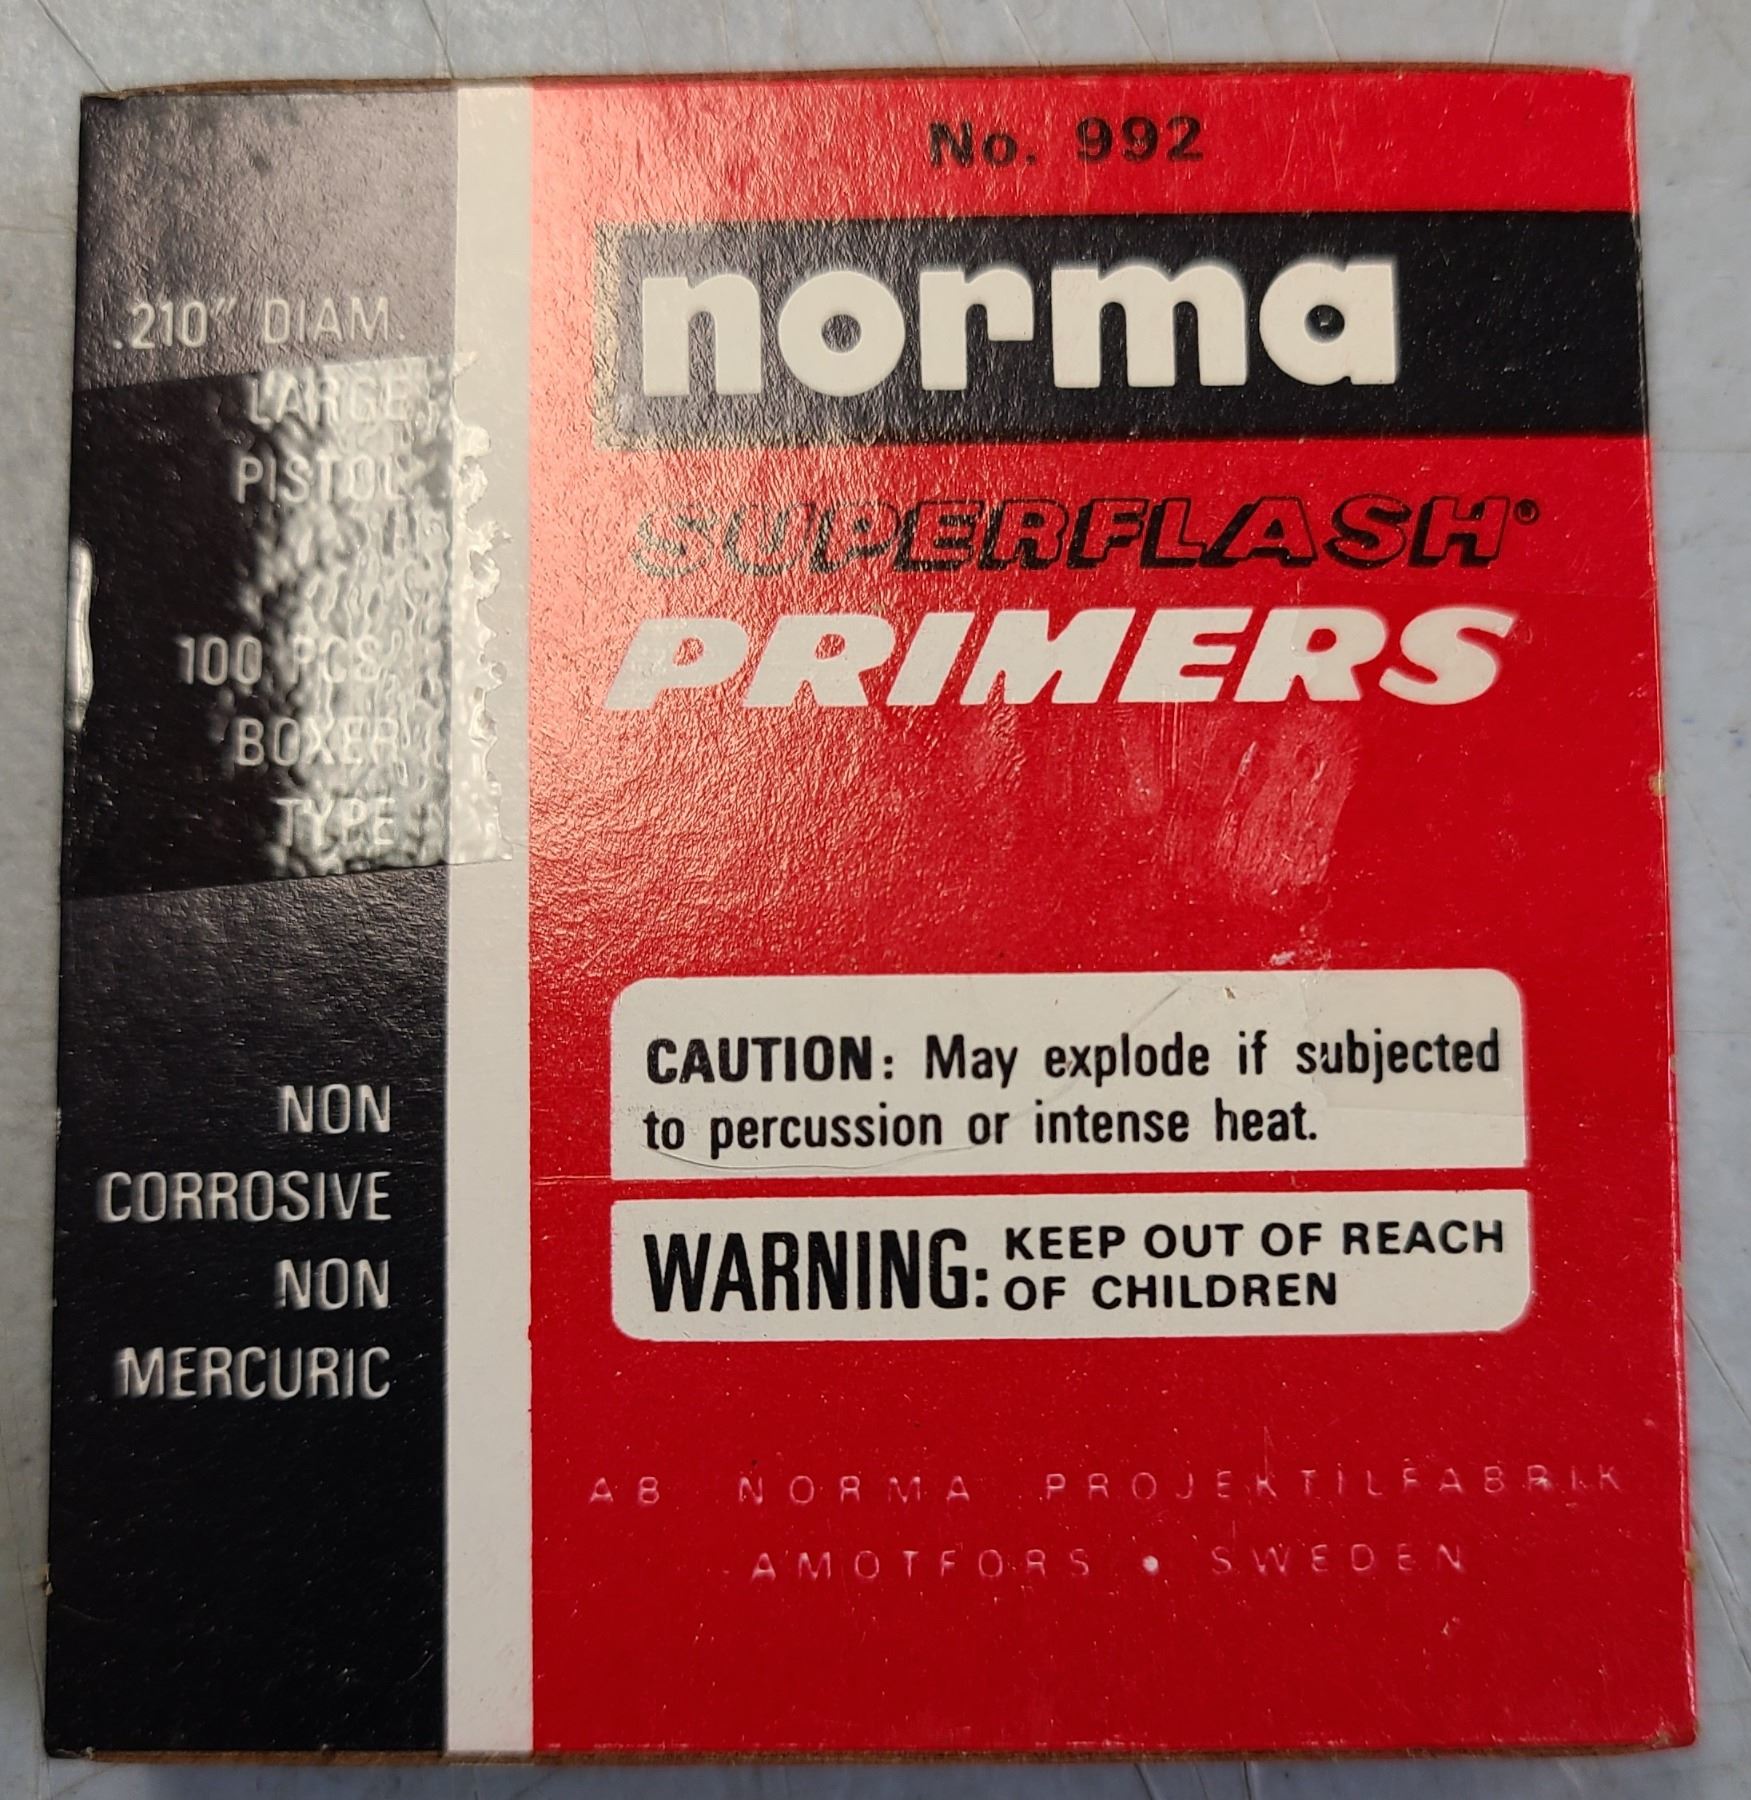 No. 992
norma
SUPERFLASH®
PRIMERS
.210" DIAM.
LARGE
PISTOL
100 PCS.
BOXER
TYPE
NON
CORROSIVE
NON
MERCURIC
CAUTION: May explode if subjected
to percussion or intense heat.
WARNING: KEEP OUT OF REACH
OF CHILDREN
AB NORMA PROJEKTILFABRIK
AMOTFORS • SWEDEN